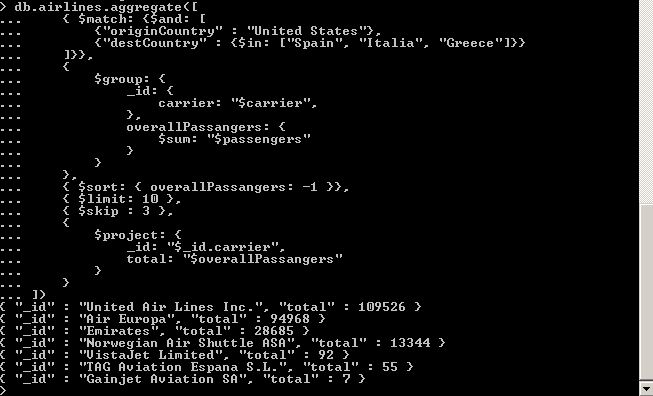 > db.airlines.aggregate([
...     { $match: {$and: [
...         {"originCountry" : "United States"},
...         {"destCountry" : {$in: ["Spain", "Italia", "Greece"]}}
...     ]}},
...     {
...         $group: {
...             _id: {
...                 carrier: "$carrier",
...             },
...             overallPassangers: {
...                 $sum: "$passengers"
...             }
...         }
...     },
...     { $sort: { overallPassangers: -1 }},
...     { $limit: 10 },
...     { $skip : 3 },
...     {
...         $project: {
...             _id: "$_id.carrier",
...             total: "$overallPassangers"
...         }
...     }
... ])
{ "_id" : "United Air Lines Inc.", "total" : 109526 }
{ "_id" : "Air Europa", "total" : 94968 }
{ "_id" : "Emirates", "total" : 28685 }
{ "_id" : "Norwegian Air Shuttle ASA", "total" : 13344 }
{ "_id" : "VistaJet Limited", "total" : 92 }
{ "_id" : "TAG Aviation Espana S.L.", "total" : 55 }
{ "_id" : "Gainjet Aviation SA", "total" : 7 }
>